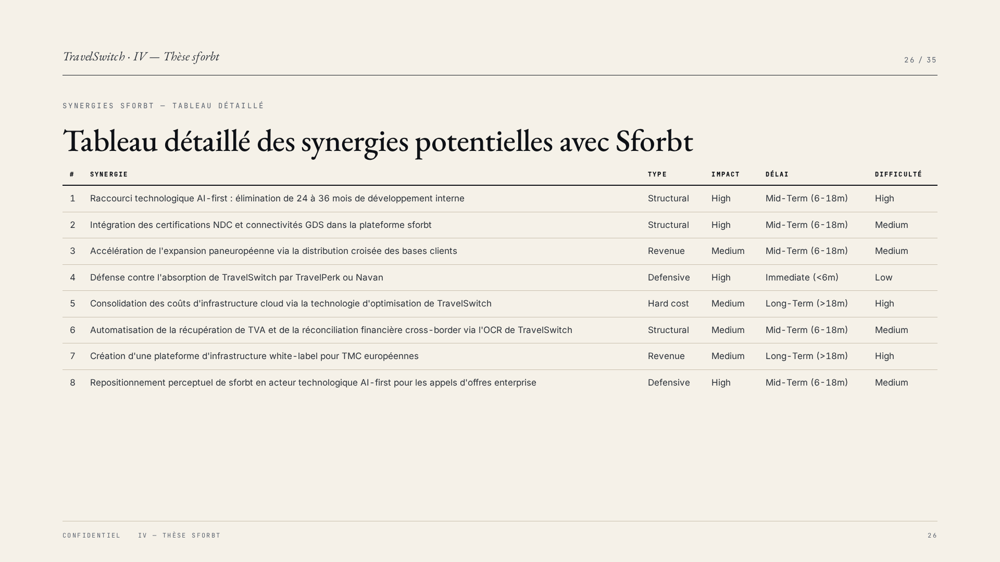 TravelSwitch · IV — Thèse sforbt
26 / 35
SYNERGIES SFORBT — TABLEAU DÉTAILLÉ
Tableau détaillé des synergies potentielles avec Sforbt
# SYNERGIE TYPE IMPACT DÉLAI DIFFICULTÉ
1 Raccourci technologique AI-first : élimination de 24 à 36 mois de développement interne Structural High Mid-Term (6-18m) High
2 Intégration des certifications NDC et connectivités GDS dans la plateforme sforbt Structural High Mid-Term (6-18m) Medium
3 Accélération de l'expansion paneuropéenne via la distribution croisée des bases clients Revenue Medium Mid-Term (6-18m) Medium
4 Défense contre l'absorption de TravelSwitch par TravelPerk ou Navan Defensive High Immediate (<6m) Low
5 Consolidation des coûts d'infrastructure cloud via la technologie d'optimisation de TravelSwitch Hard cost Medium Long-Term (>18m) High
6 Automatisation de la récupération de TVA et de la réconciliation financière cross-border via l'OCR de TravelSwitch Structural Medium Mid-Term (6-18m) Medium
7 Création d'une plateforme d'infrastructure white-label pour TMC européennes Revenue Medium Long-Term (>18m) High
8 Repositionnement perceptuel de sforbt en acteur technologique AI-first pour les appels d'offres enterprise Defensive High Mid-Term (6-18m) Medium
CONFIDENTIEL IV — THÈSE SFORBT
26